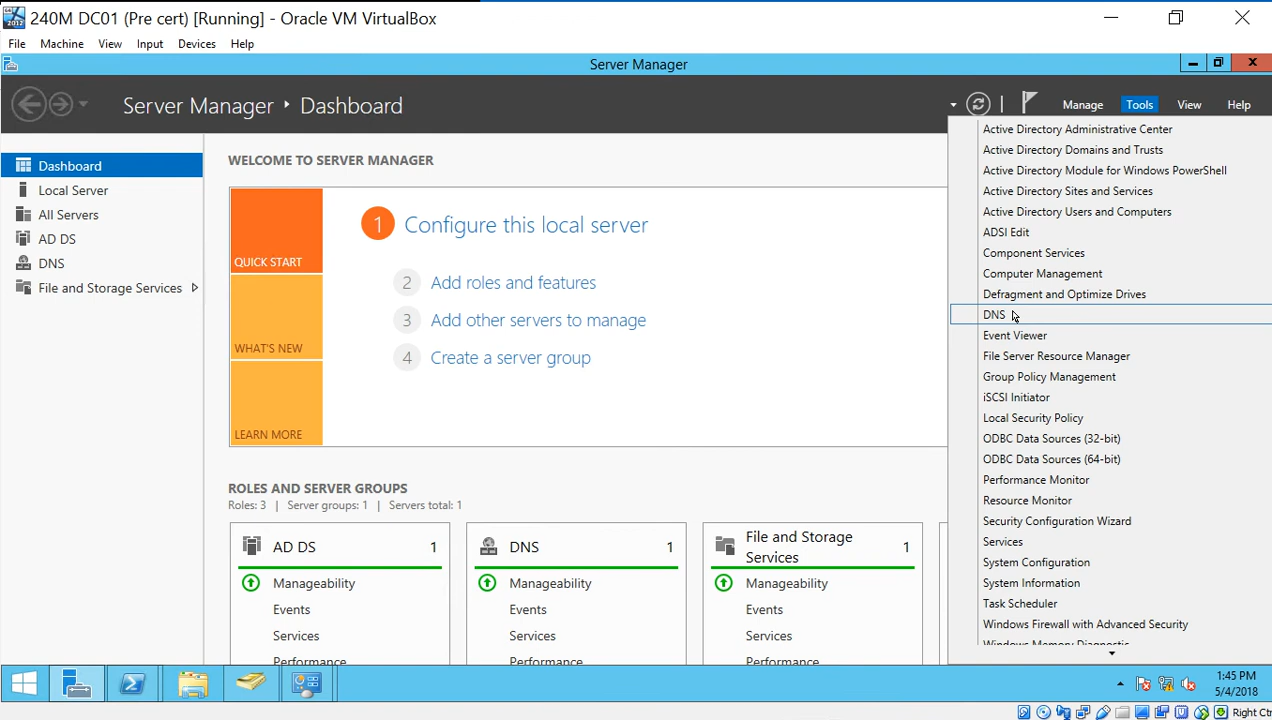 240M DC01 (Pre cert) [Running] - Oracle VM VirtualBox
File Machine View Input Devices Help
Server Manager
Server Manager ‣ Dashboard
Manage Tools View Help
Dashboard
Local Server
All Servers
AD DS
DNS
File and Storage Services
WELCOME TO SERVER MANAGER
QUICK START
WHAT'S NEW
LEARN MORE
1 Configure this local server
2 Add roles and features
3 Add other servers to manage
4 Create a server group
ROLES AND SERVER GROUPS
Roles: 3 | Server groups: 1 | Servers total: 1
AD DS 1
Manageability
Events
Services
Performance
DNS 1
Manageability
Events
Services
Performance
File and Storage
Services 1
Manageability
Events
Services
Performance
Active Directory Administrative Center
Active Directory Domains and Trusts
Active Directory Module for Windows PowerShell
Active Directory Sites and Services
Active Directory Users and Computers
ADSI Edit
Component Services
Computer Management
Defragment and Optimize Drives
DNS
Event Viewer
File Server Resource Manager
Group Policy Management
iSCSI Initiator
Local Security Policy
ODBC Data Sources (32-bit)
ODBC Data Sources (64-bit)
Performance Monitor
Resource Monitor
Security Configuration Wizard
Services
System Configuration
System Information
Task Scheduler
Windows Firewall with Advanced Security
Windows Memory Diagnostic
1:45 PM
5/4/2018
Right Ctrl